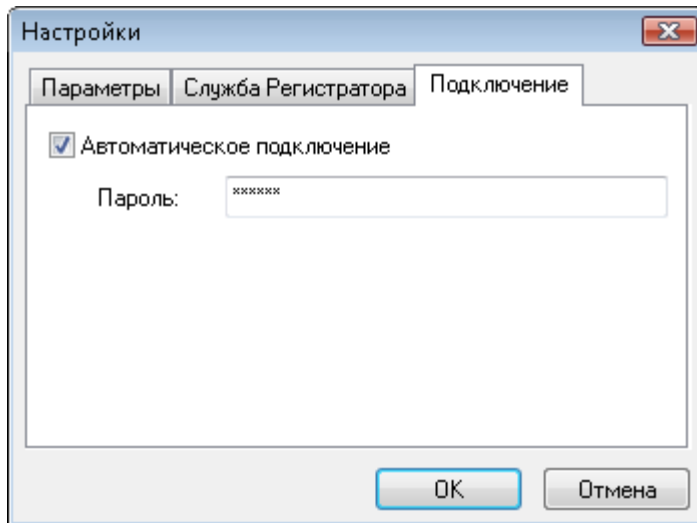 Настройки
Параметры Служба Регистратора Подключение
Автоматическое подключение
Пароль: ******
OK Отмена